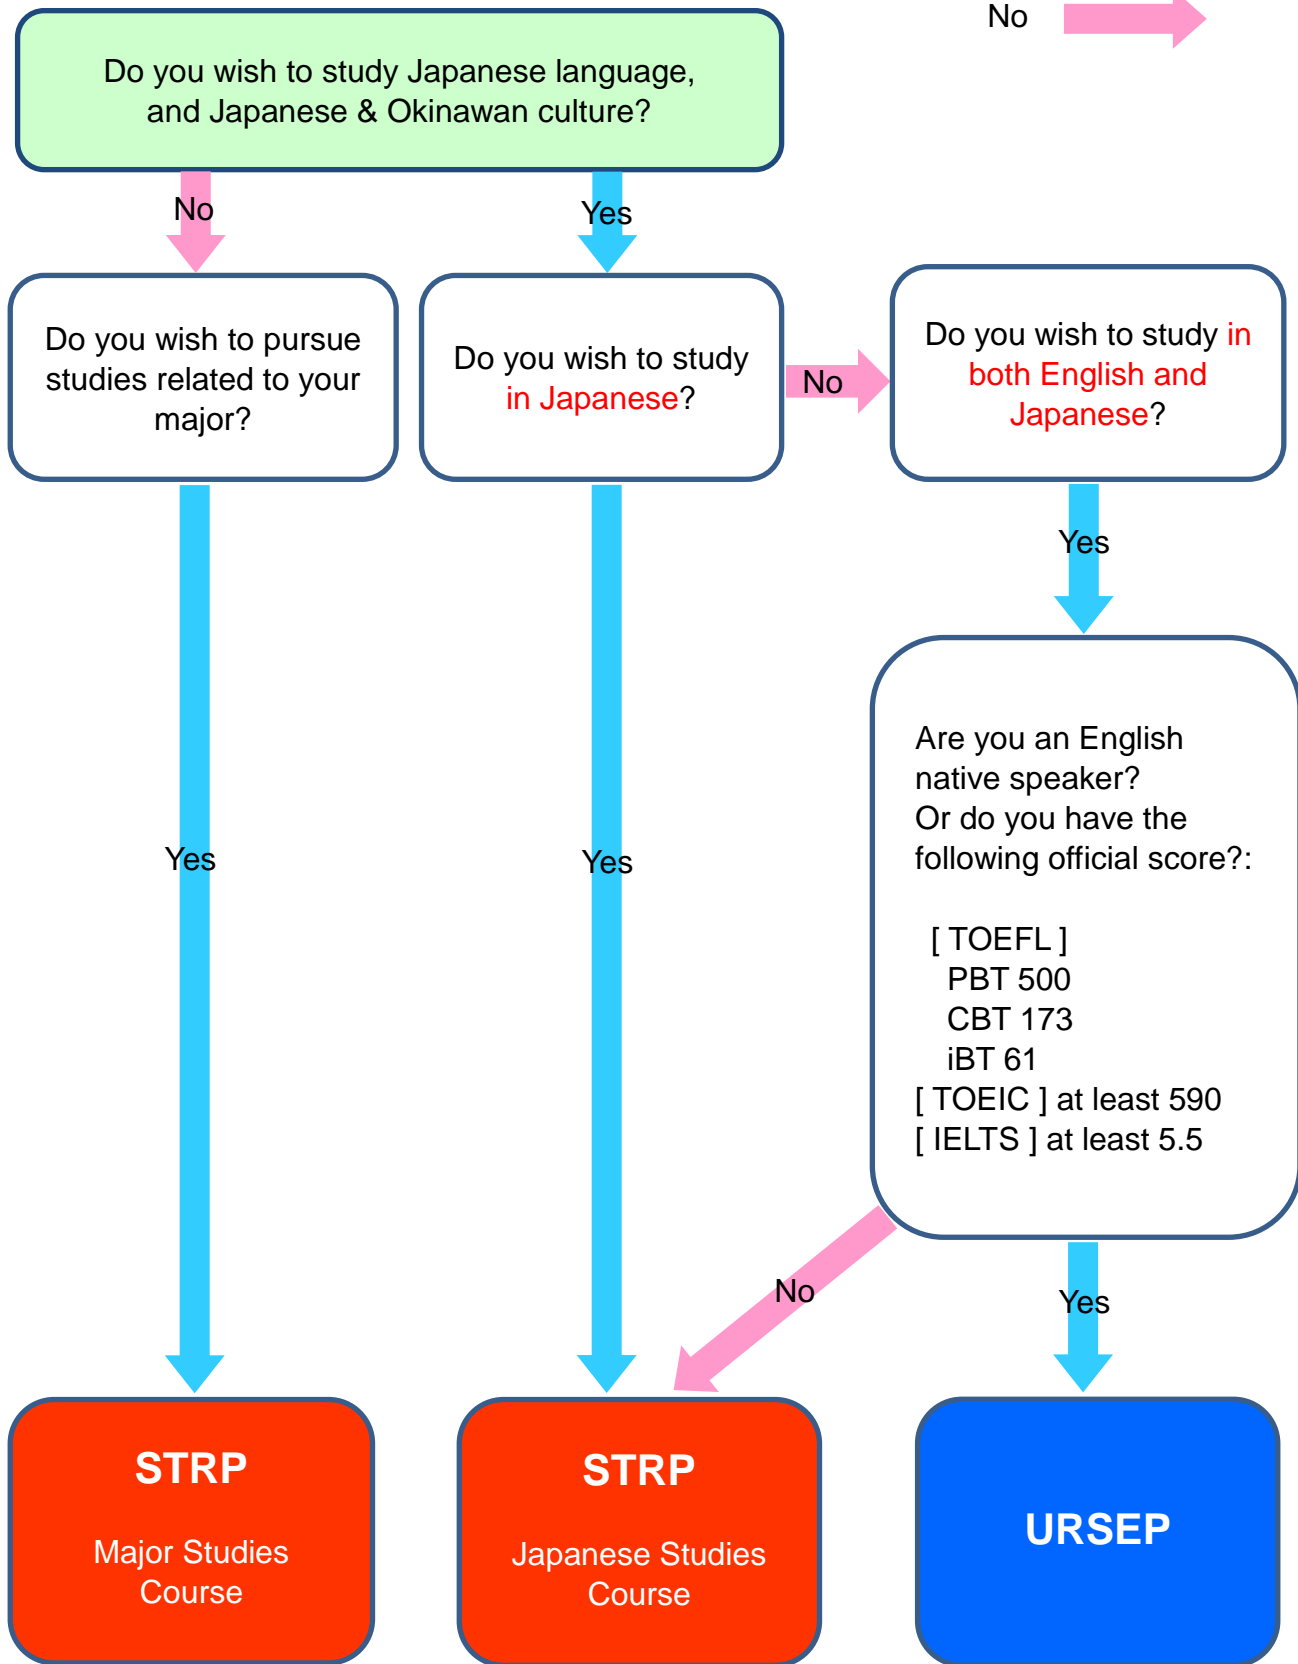 No
Do you wish to study Japanese language,
and Japanese & Okinawan culture?
No
Yes
Do you wish to pursue
studies related to your
major?
Do you wish to study
in Japanese?
No
Do you wish to study in
both English and
Japanese?
Yes
Are you an English
native speaker?
Or do you have the
following official score?:
[ TOEFL ]
PBT 500
CBT 173
iBT 61
[ TOEIC ] at least 590
[ IELTS ] at least 5.5
Yes
Yes
No
Yes
STRP
Major Studies
Course
STRP
Japanese Studies
Course
URSEP